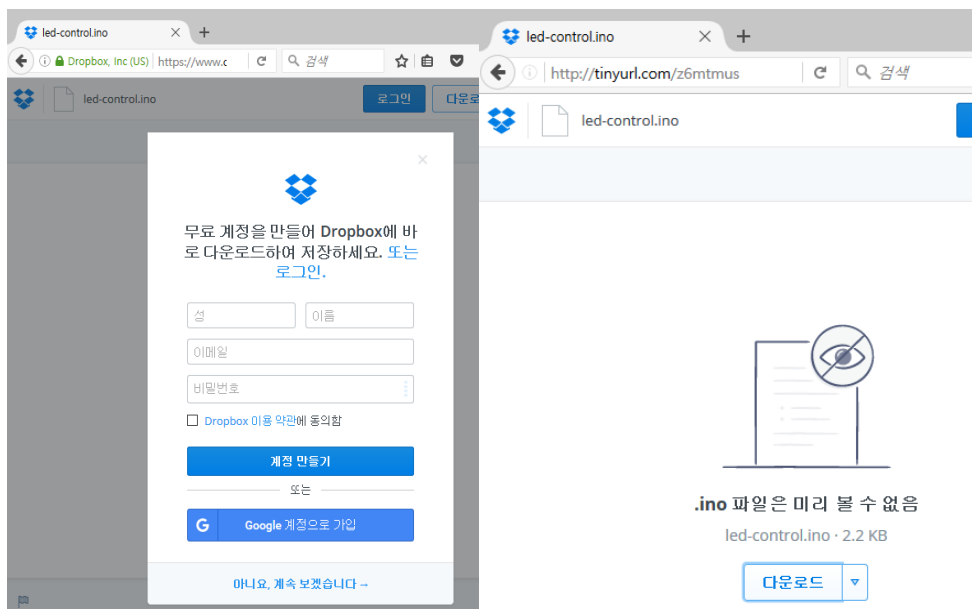 led-control.ino
Dropbox, Inc (US) https://www.c 검색
led-control.ino 로그인 다운로
무료 계정을 만들어 Dropbox에 바
로 다운로드하여 저장하세요. 또는
로그인.
성 이름
이메일
비밀번호
Dropbox 이용 약관에 동의함
계정 만들기
또는
G Google 계정으로 가입
아니요, 계속 보겠습니다 →
led-control.ino
http://tinyurl.com/z6mtmus 검색
led-control.ino
.ino 파일은 미리 볼 수 없음
led-control.ino · 2.2 KB
다운로드